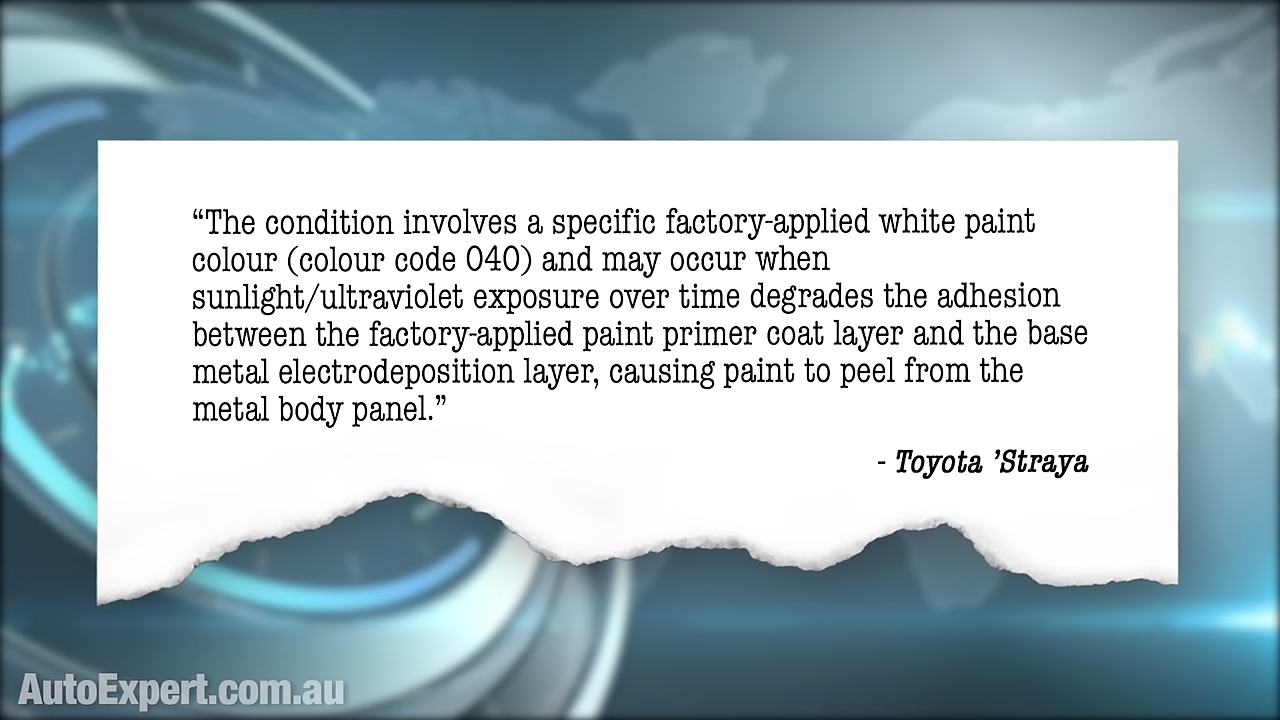 “The condition involves a specific factory-applied white paint
colour (colour code 040) and may occur when
sunlight/ultraviolet exposure over time degrades the adhesion
between the factory-applied paint primer coat layer and the base
metal electrodeposition layer, causing paint to peel from the
metal body panel.”
- Toyota ’Straya
AutoExpert.com.au